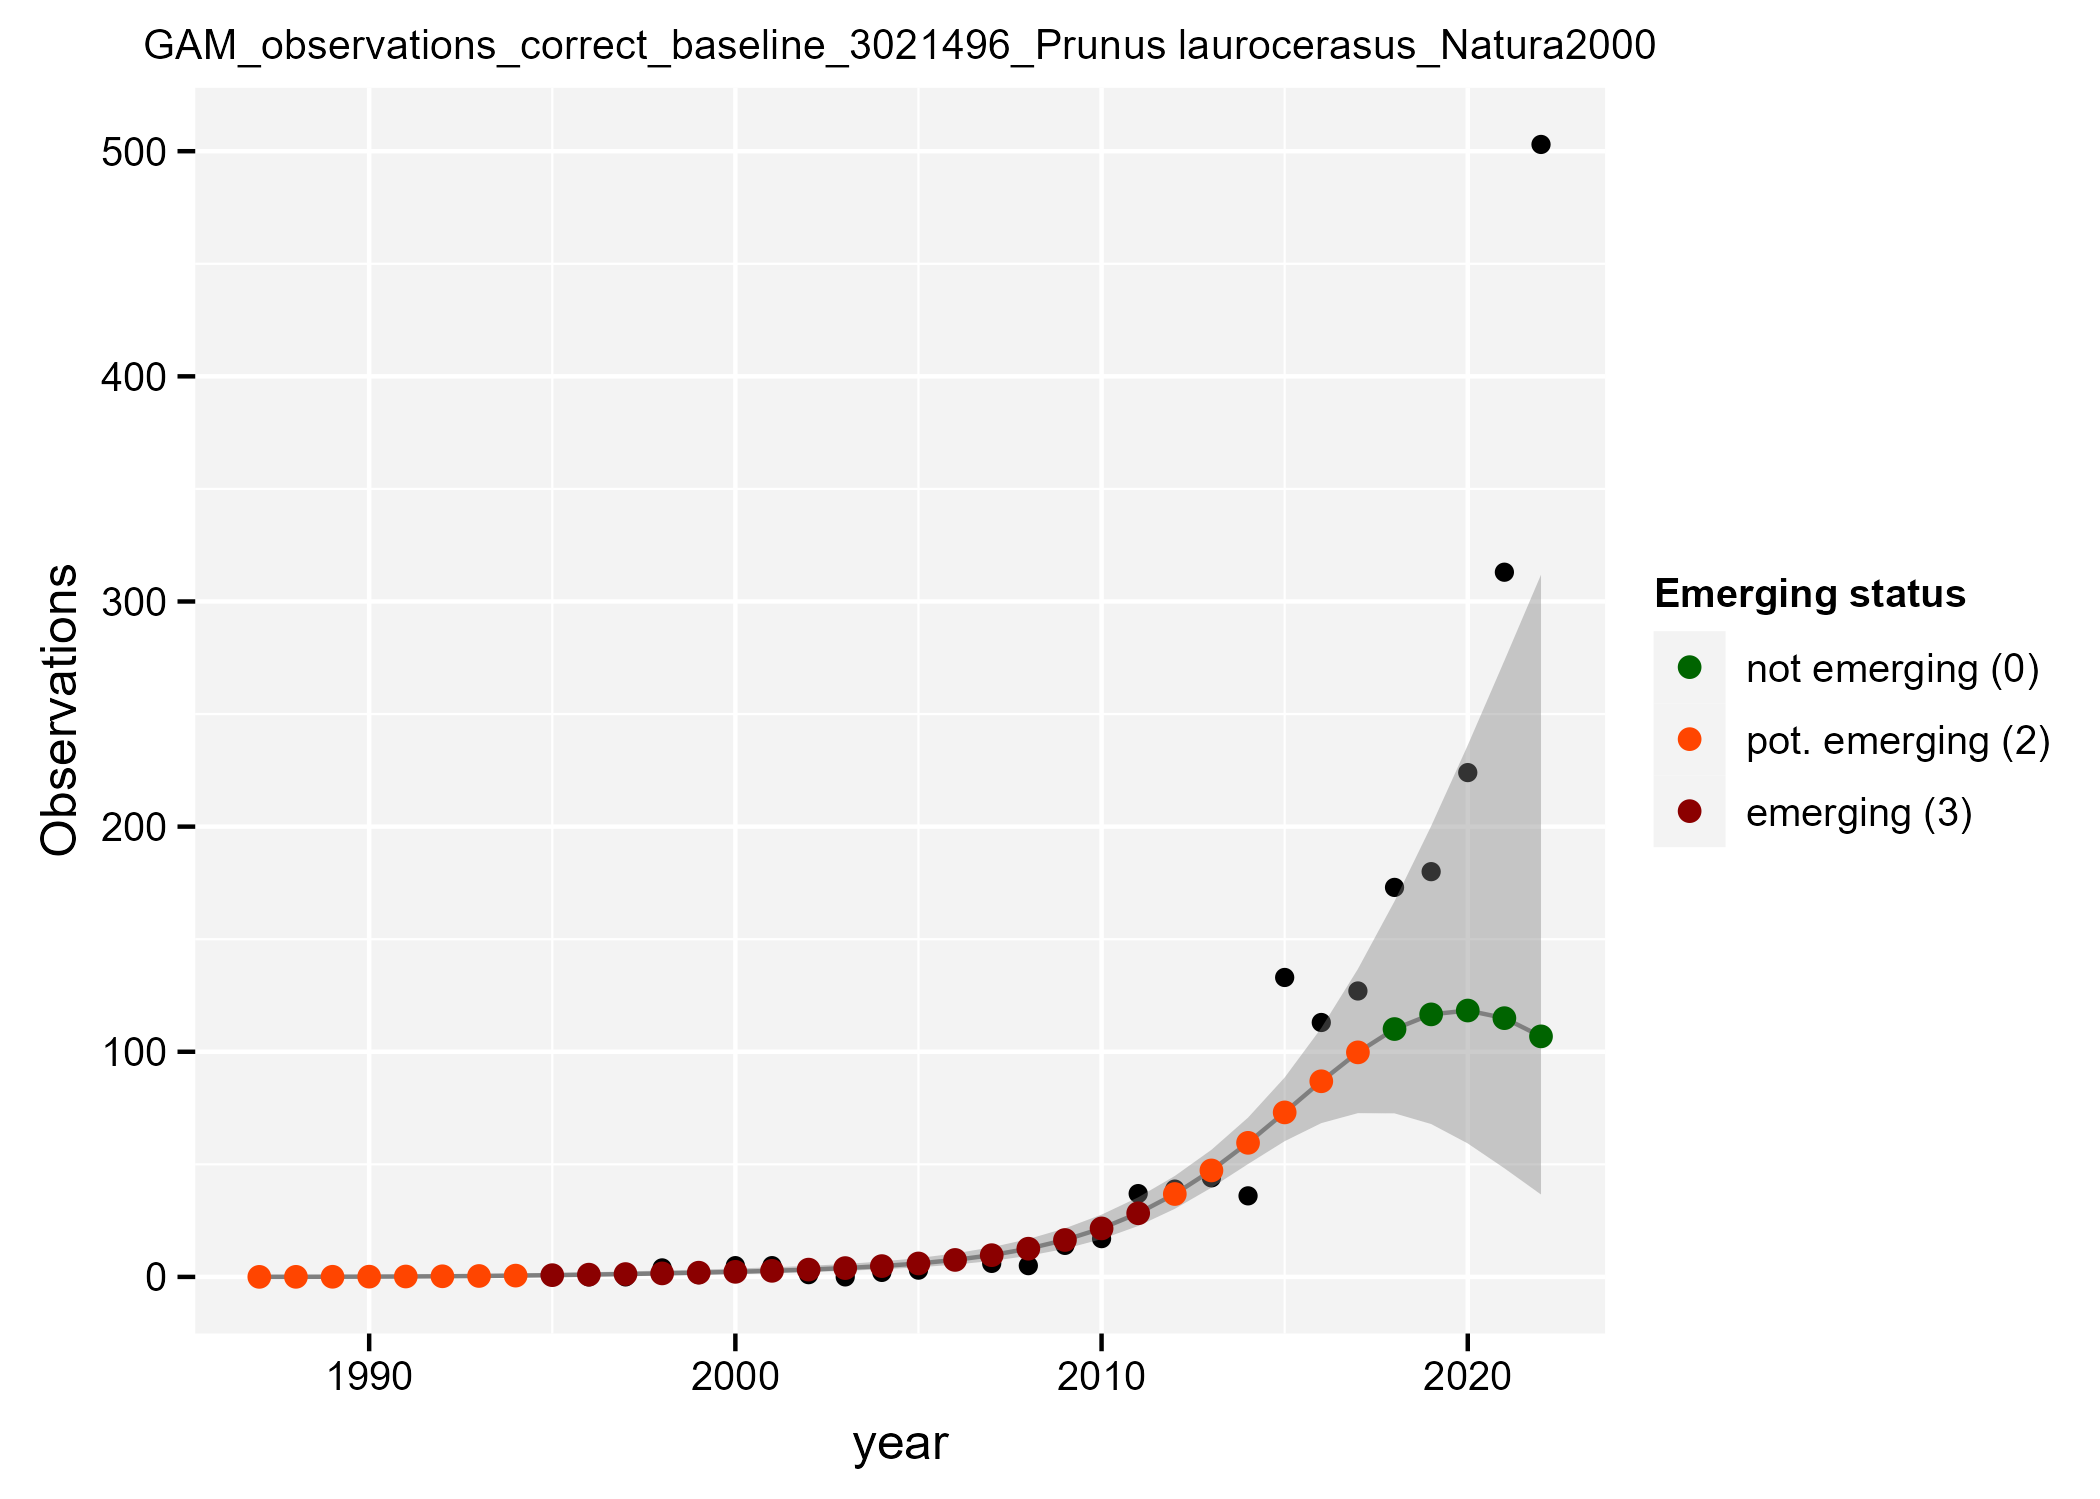 GAM_observations_correct_baseline_3021496_Prunus laurocerasus_Natura2000
500
400
300
200
100
0
Observations
1990
2000
2010
2020
year
Emerging status
not emerging (0)
pot. emerging (2)
emerging (3)